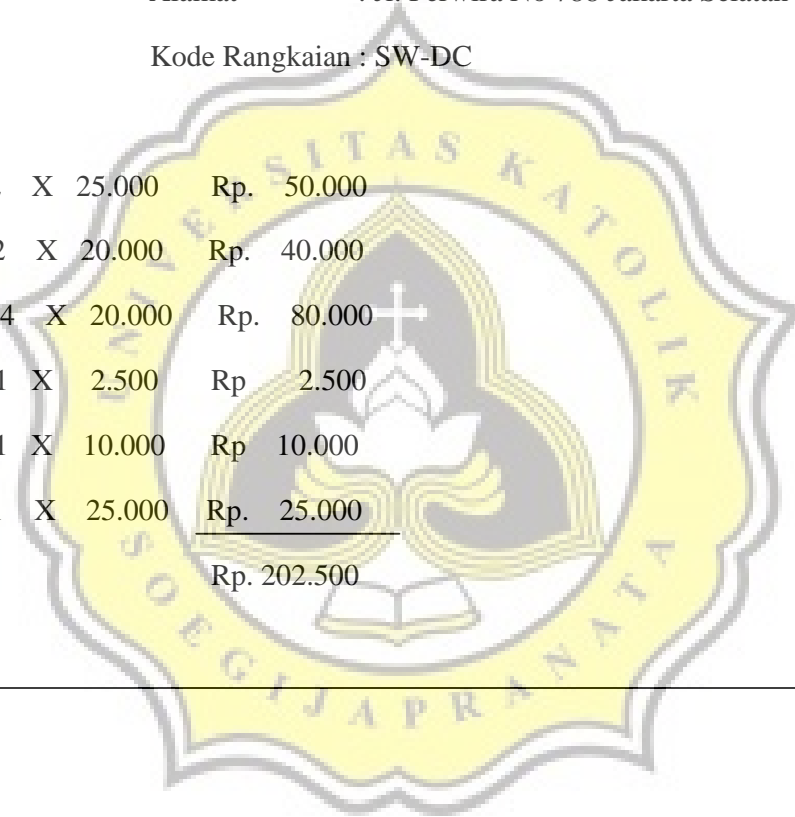 Kode Rangkaian : SW-DC
X 25.000 Rp. 50.000
2 X 20.000 Rp. 40.000
4 X 20.000 Rp. 80.000
1 X 2.500 Rp 2.500
1 X 10.000 Rp 10.000
X 25.000 Rp. 25.000
Rp. 202.500
UNIVERSITAS KATOLIK
SOEGIJAPRANATA